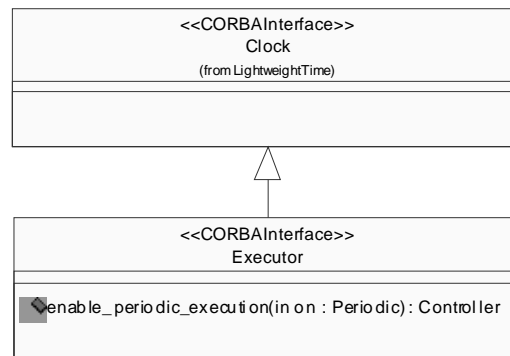 <<CORBAInterface>>
Clock
(from LightweightTime)
<<CORBAInterface>>
Executor
enable_periodic_execution(in on : Periodic) : Controller